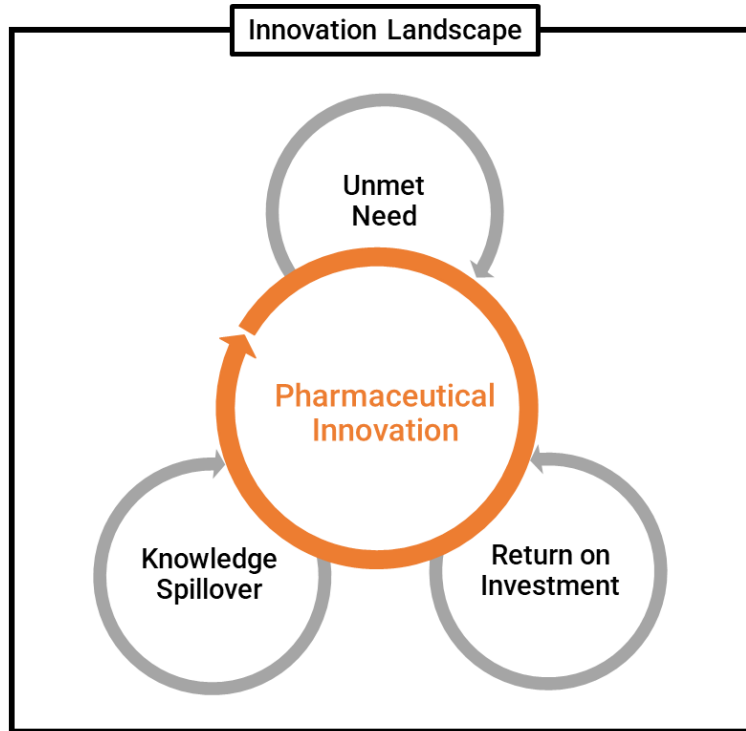 Innovation Landscape
Unmet
Need
Pharmaceutical
Innovation
Knowledge
Spillover
Return on
Investment